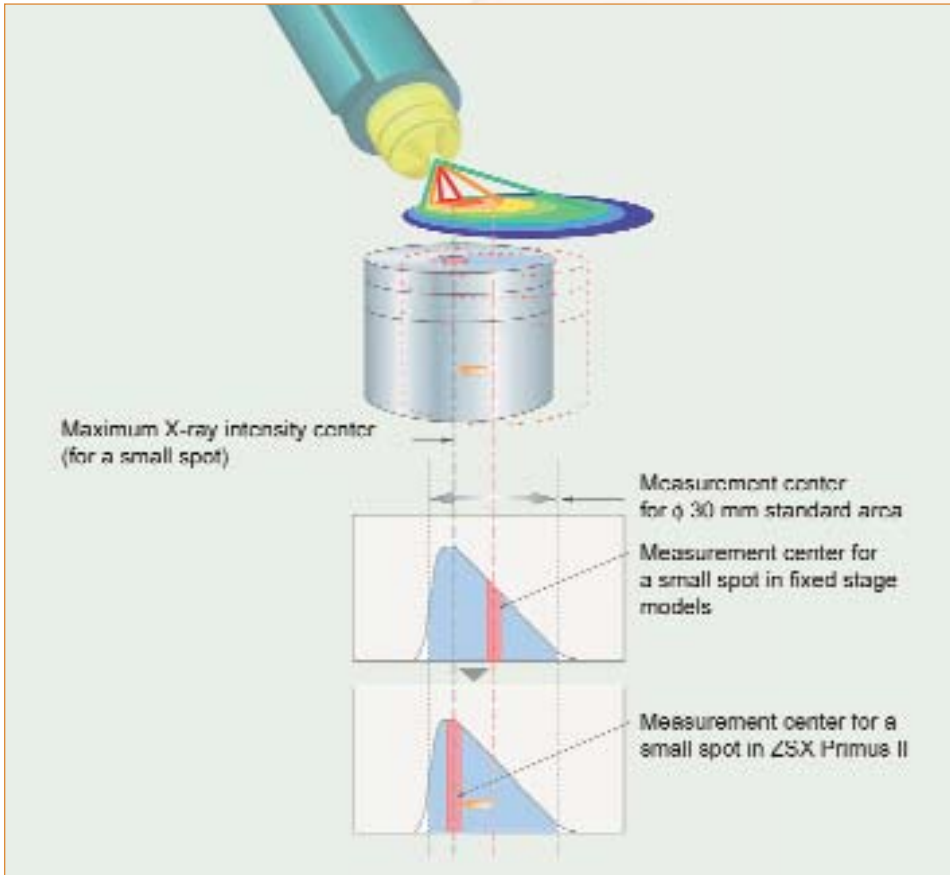 Maximum X-ray intensity center
(for a small spot)
Measurement center
for ϕ 30 mm standard area
Measurement center for
a small spot in fixed stage
models
Measurement center for a
small spot in ZSX Primus II